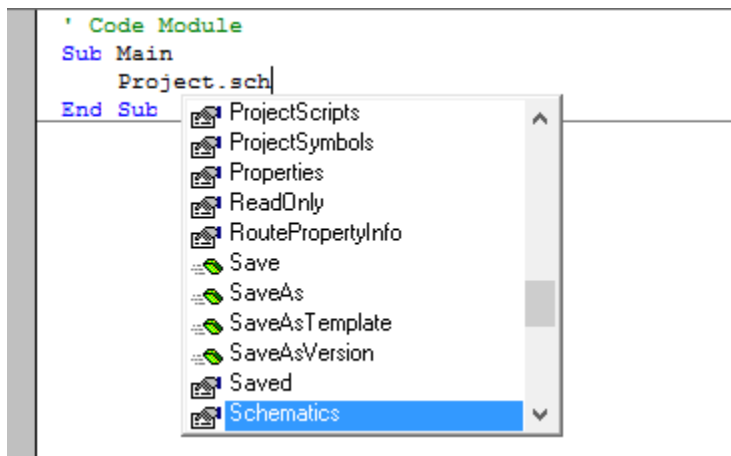 ' Code Module
Sub Main
Project.sch
End Sub
ProjectScripts
ProjectSymbols
Properties
ReadOnly
RoutePropertyInfo
Save
SaveAs
SaveAsTemplate
SaveAsVersion
Saved
Schematics